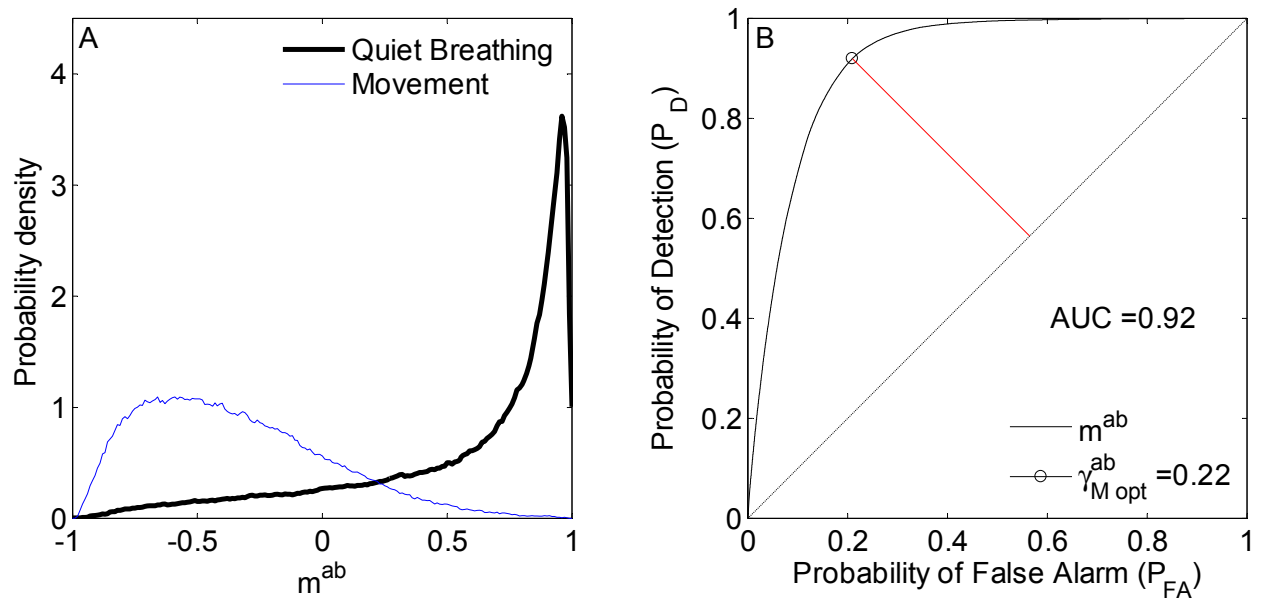 A
Quiet Breathing
Movement
4
3
2
1
0
-1
-0.5
0
0.5
1
Probability density
m^ab
B
1
0.8
0.6
0.4
0.2
0
0
0.2
0.4
0.6
0.8
1
Probability of Detection (P_D)
AUC =0.92
m^ab
γ^ab_M opt =0.22
Probability of False Alarm (P_FA)